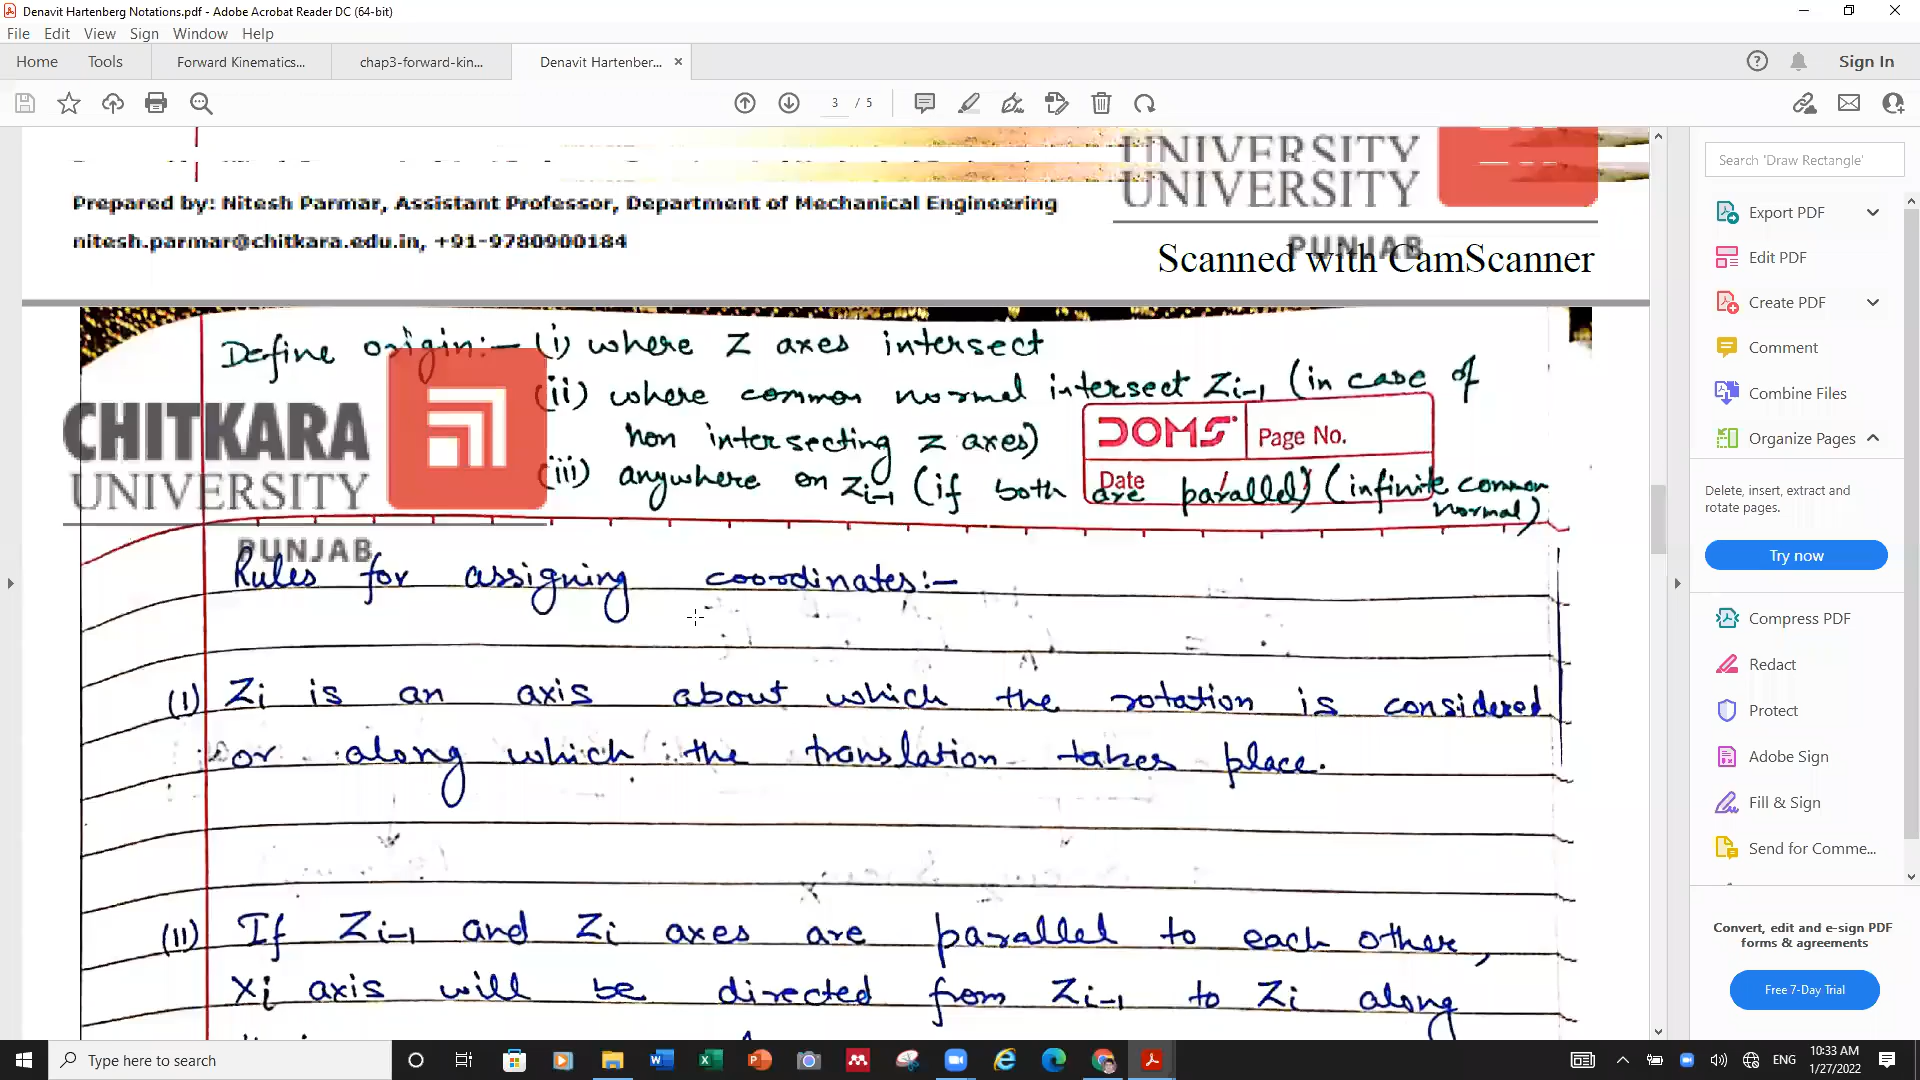 Denavit Hartenberg Notations.pdf - Adobe Acrobat Reader DC (64-bit)
File Edit View Sign Window Help
Home Tools Forward Kinematics... chap3-forward-kin... Denavit Hartenber... ×
Sign In
3 / 5
UNIVERSITY
UNIVERSITY
PUNJAB
Prepared by: Nitesh Parmar, Assistant Professor, Department of Mechanical Engineering
nitesh.parmar@chitkara.edu.in, +91-9780900184
Scanned with CamScanner
Define origin:- (i) where Z axes intersect
(ii) where common normal intersect Zi-1 (in case of
non intersecting Z axes)
(iii) anywhere on Zi-1 (if both are parallel) (infinite common
normal)
DOMS Page No.
Date
CHITKARA
UNIVERSITY
PUNJAB
Rules for assigning coordinates:-
(I) Zi is an axis about which the rotation is considered
or along which the translation takes place.
(II) If Zi-1 and Zi axes are parallel to each other,
Xi axis will be directed from Zi-1 to Zi along
Search 'Draw Rectangle'
Export PDF
Edit PDF
Create PDF
Comment
Combine Files
Organize Pages
Delete, insert, extract and
rotate pages.
Try now
Compress PDF
Redact
Protect
Adobe Sign
Fill & Sign
Send for Comme...
Convert, edit and e-sign PDF
forms & agreements
Free 7-Day Trial
Type here to search
ENG
10:33 AM
1/27/2022